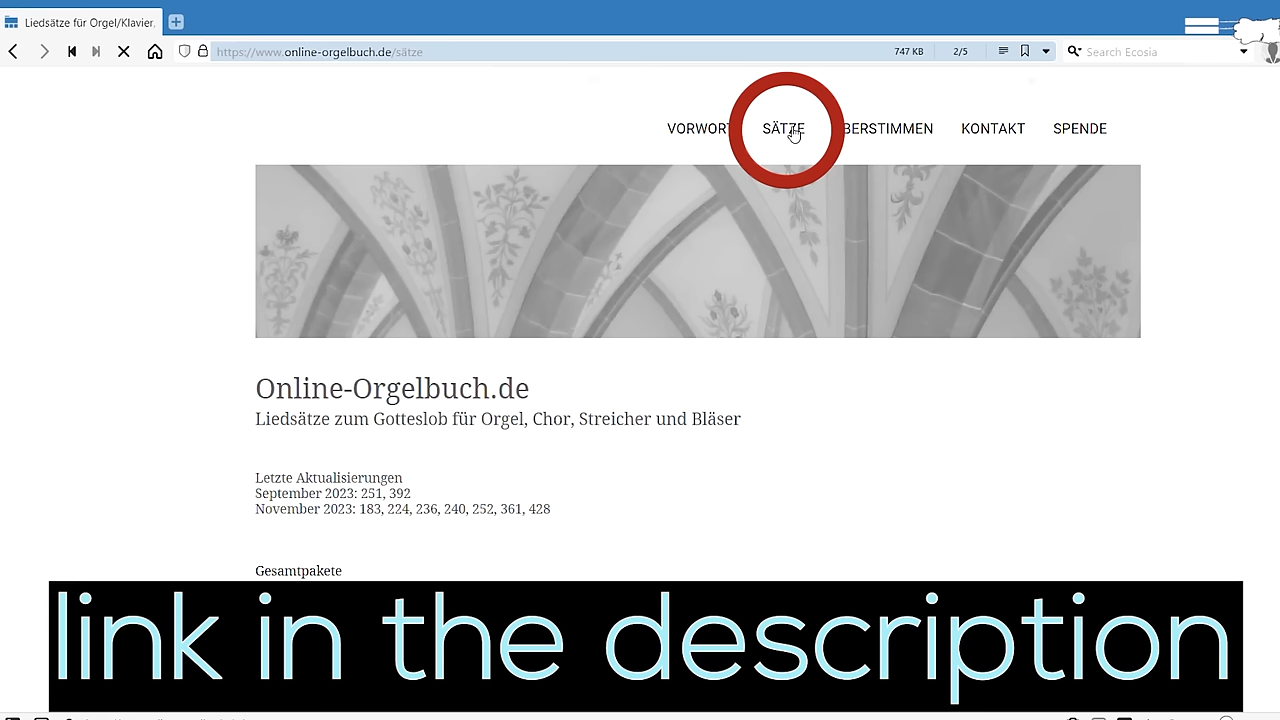 Liedsätze für Orgel/Klavier.
https://www.online-orgelbuch.de/sätze
747 KB
2/5
Search Ecosia
VORWORT SÄTZE BERSTIMMEN KONTAKT SPENDE
Online-Orgelbuch.de
Liedsätze zum Gotteslob für Orgel, Chor, Streicher und Bläser
Letzte Aktualisierungen
September 2023: 251, 392
November 2023: 183, 224, 236, 240, 252, 361, 428
Gesamtpakete
link in the description